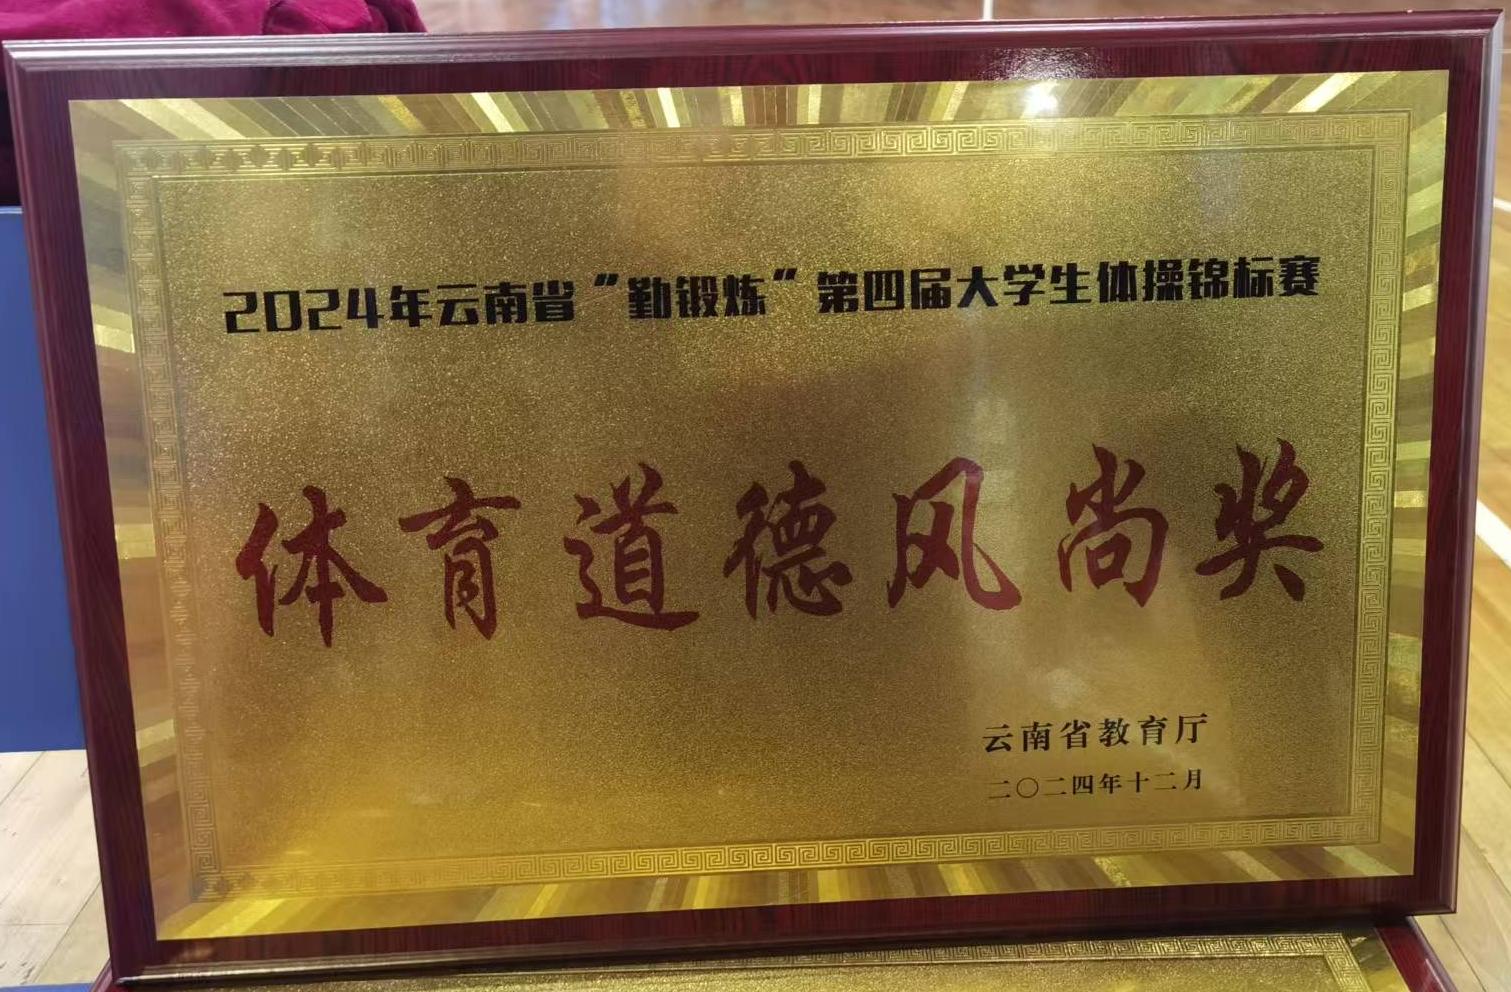 2024年云南省“勤锻炼”第四届大学生体操锦标赛
体育道德风尚奖
云南省教育厅
二〇二四年十二月